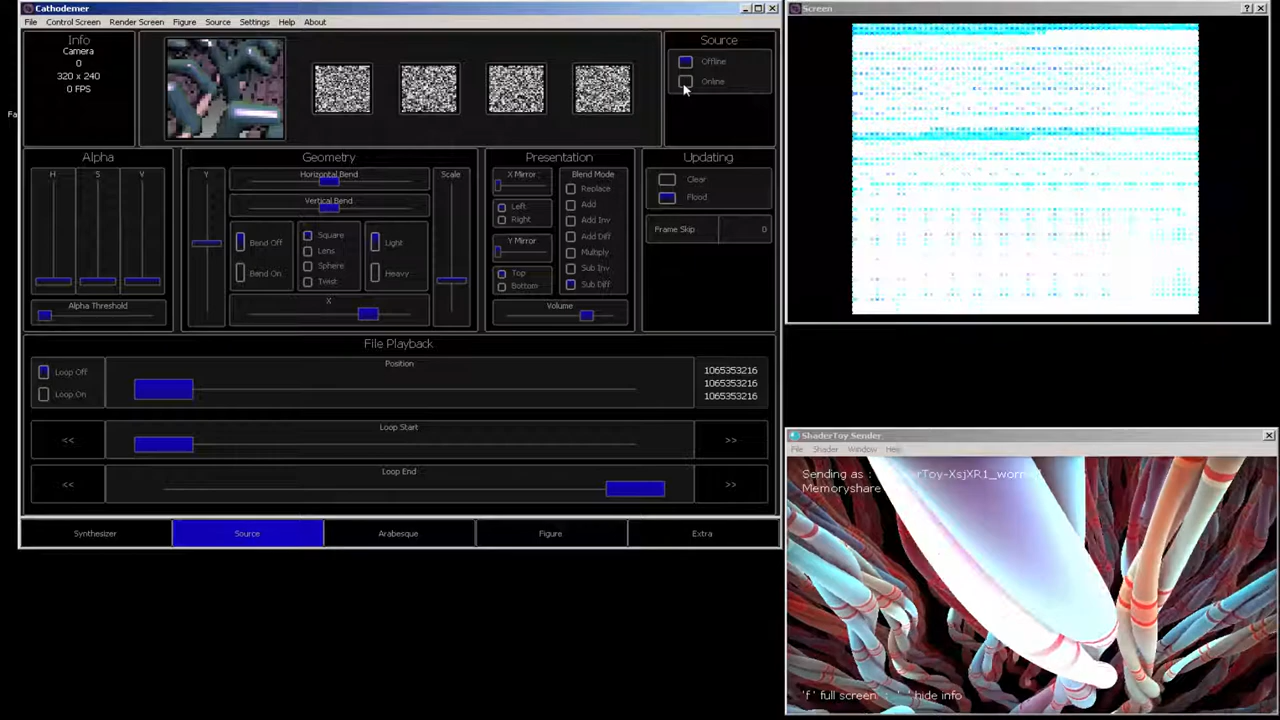 Cathodemer
File Control Screen Render Screen Figure Source Settings Help About
Info
Camera
0
320 x 240
0 FPS
Fa
Source
Offline
Online
Alpha
H S V
Alpha Threshold
Geometry
Y
Horizontal Bend
Vertical Bend
Bend Off
Bend On
Square
Lens
Sphere
Twist
Light
Heavy
X
Scale
Presentation
X Mirror
Left
Right
Y Mirror
Top
Bottom
Blend Mode
Replace
Add
Add Inv
Add Diff
Multiply
Sub Inv
Sub Diff
Volume
Updating
Clear
Flood
Frame Skip 0
File Playback
Loop Off
Loop On
Position
1065353216
1065353216
1065353216
<< Loop Start >>
<< Loop End >>
Synthesizer Source Arabesque Figure Extra
Screen
ShaderToy Sender
File Shader Window Help
Sending as :
Memoryshare
'f' full screen : ' ' hide info